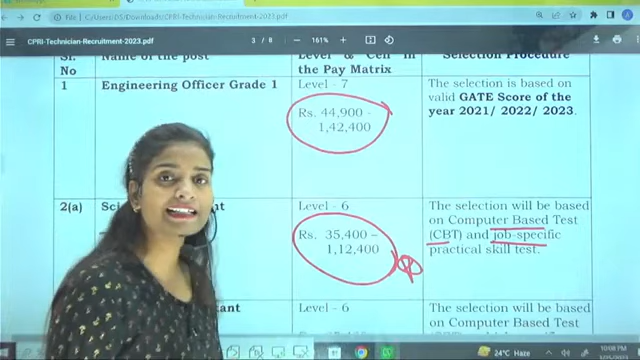 File | C:/Users/DS/Downloads/CPRI-Technician-Recruitment-2023.pdf
CPRI-Technician-Recruitment-2023.pdf
3 / 8
161%
Sr.
No
Name of the post
Level & Cell in
the Pay Matrix
Selection Procedure
1
Engineering Officer Grade 1
Level - 7
Rs. 44,900 -
1,42,400
The selection is based on
valid GATE Score of the
year 2021/ 2022/ 2023.
2(a)
Level - 6
Rs. 35,400 –
1,12,400
The selection will be based
on Computer Based Test
(CBT) and job-specific
practical skill test.
Level - 6
The selection will be based
on Computer Based Test
24°C Haze
10:08 PM